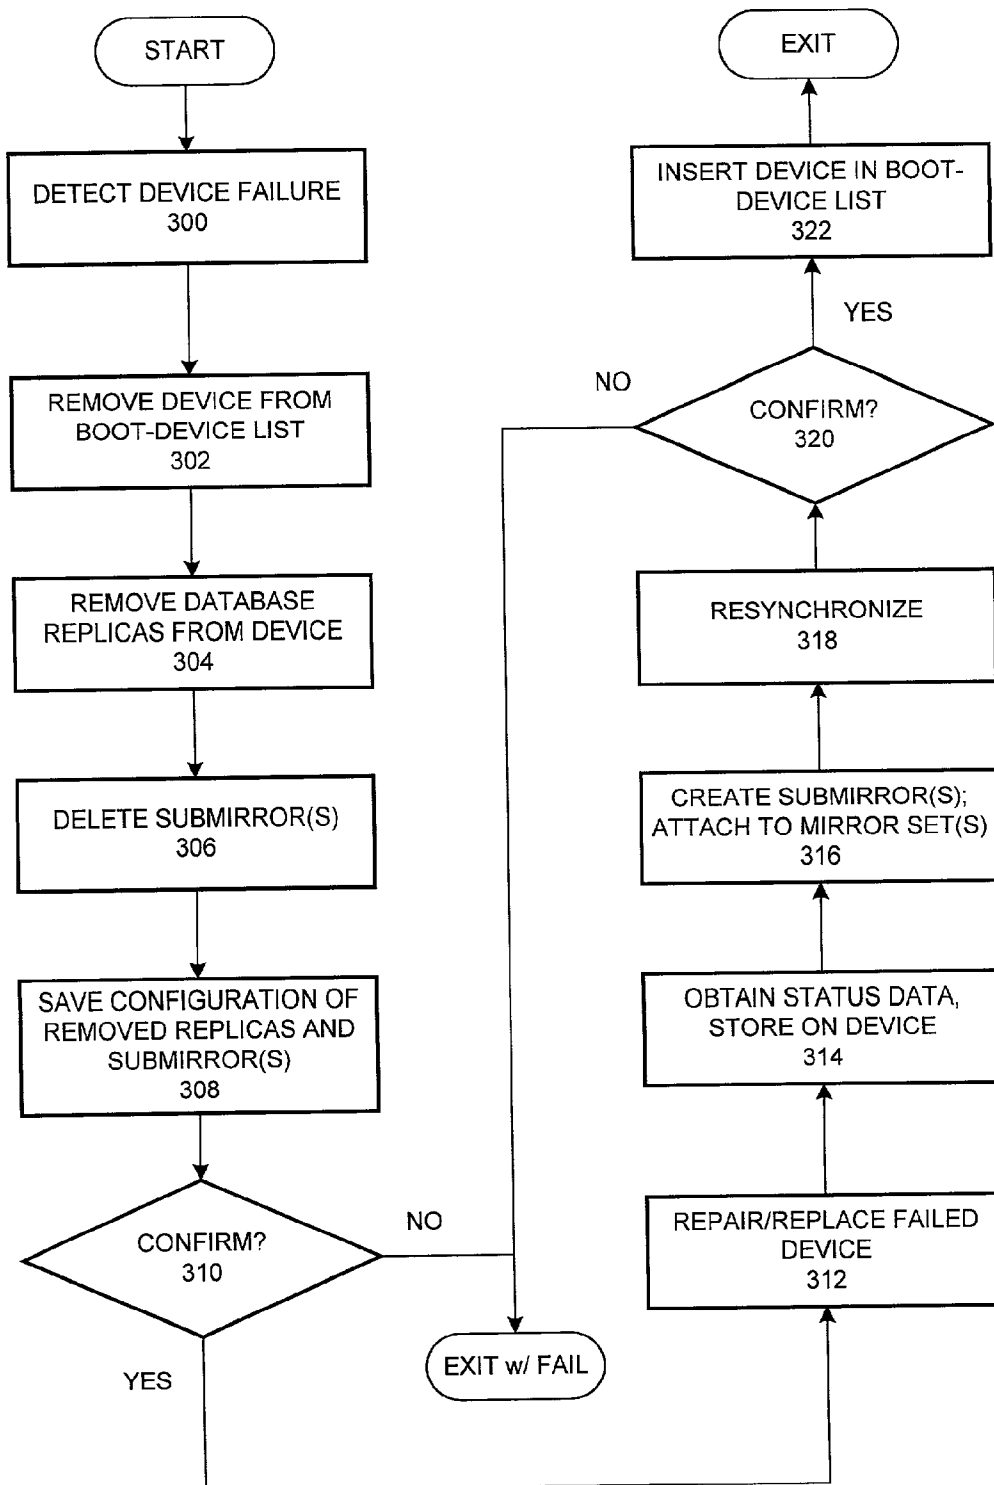 START
DETECT DEVICE FAILURE
300
REMOVE DEVICE FROM
BOOT-DEVICE LIST
302
REMOVE DATABASE
REPLICAS FROM DEVICE
304
DELETE SUBMIRROR(S)
306
SAVE CONFIGURATION OF
REMOVED REPLICAS AND
SUBMIRROR(S)
308
CONFIRM?
310
NO
YES
EXIT w/ FAIL
REPAIR/REPLACE FAILED
DEVICE
312
OBTAIN STATUS DATA,
STORE ON DEVICE
314
CREATE SUBMIRROR(S);
ATTACH TO MIRROR SET(S)
316
RESYNCHRONIZE
318
CONFIRM?
320
NO
YES
INSERT DEVICE IN BOOT-
DEVICE LIST
322
EXIT